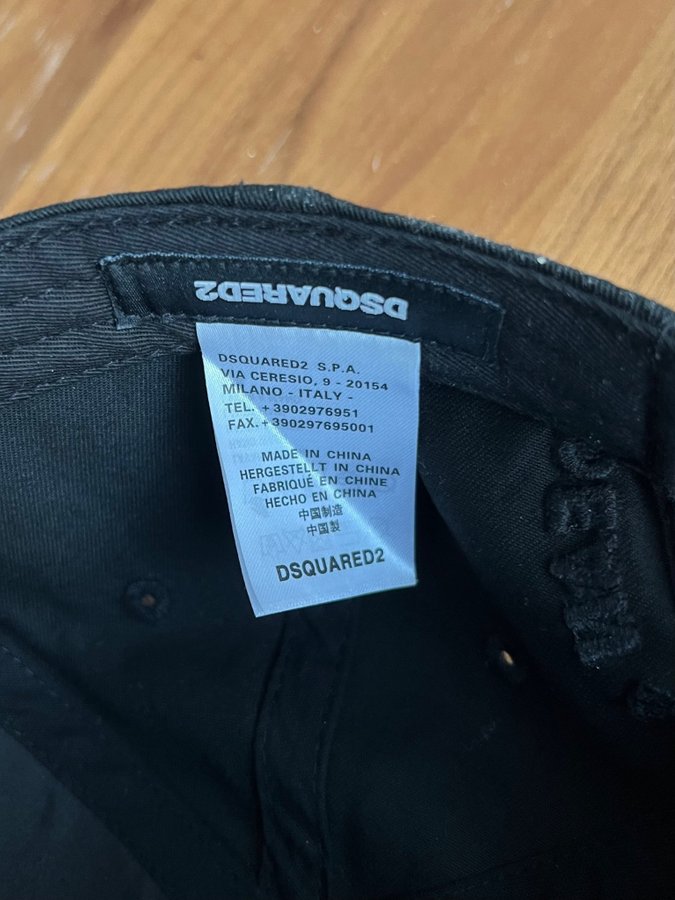 DSQUARED2
DSQUARED2 S.P.A.
VIA CERESIO, 9 - 20154
MILANO - ITALY -
TEL. +3902976951
FAX. +390297695001
MADE IN CHINA
HERGESTELLT IN CHINA
FABRIQUÉ EN CHINE
HECHO EN CHINA
中国制造
中国製
DSQUARED2